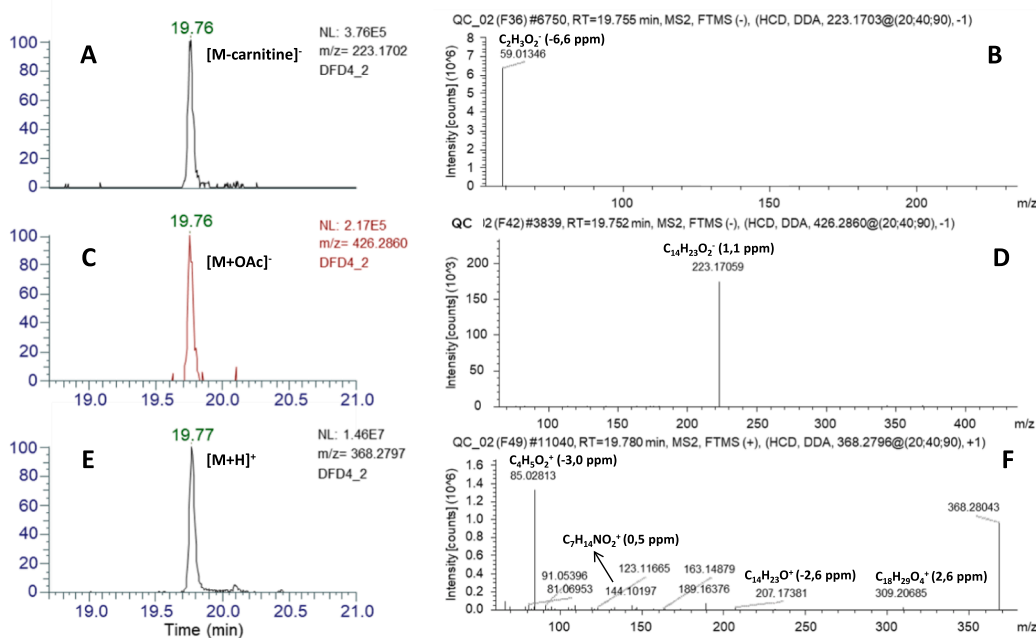 A
19.76
[M-carnitine]-
NL: 3.76E5
m/z= 223.1702
DFD4_2
100
80
60
40
20
0
QC_02 (F36) #6750, RT=19.755 min, MS2, FTMS (-), (HCD, DDA, 223.1703@(20;40;90), -1)
B
C₂H₃O₂⁻ (-6,6 ppm)
59.01346
Intensity [counts] (10^6)
8
7
6
5
4
3
2
1
0
100
150
200
m/z
C
19.76
[M+OAc]-
NL: 2.17E5
m/z= 426.2860
DFD4_2
100
80
60
40
20
0
19.0
19.5
20.0
20.5
21.0
QC )2 (F42) #3839, RT=19.752 min, MS2, FTMS (-), (HCD, DDA, 426.2860@(20;40;90), -1)
D
C₁₄H₂₃O₂⁻ (1,1 ppm)
223.17059
Intensity [counts] (10^3)
200
150
100
50
0
100
150
200
250
300
350
400
m/z
E
19.77
[M+H]+
NL: 1.46E7
m/z= 368.2797
DFD4_2
100
80
60
40
20
0
19.0
19.5
20.0
20.5
21.0
Time (min)
QC_02 (F49) #11040, RT=19.780 min, MS2, FTMS (+), (HCD, DDA, 368.2796@(20;40;90), +1)
F
C₄H₅O₂⁺ (-3,0 ppm)
85.02813
368.28043
C₇H₁₄NO₂⁺ (0,5 ppm)
91.05396
81.06953
123.11665
144.10197
163.14879
189.16376
C₁₄H₂₃O⁺ (-2,6 ppm)
207.17381
C₁₈H₂₉O₄⁺ (2,6 ppm)
309.20685
Intensity [counts] (10^6)
1.6
1.4
1.2
1.0
0.8
0.6
0.4
0.2
0.0
100
150
200
250
300
350
m/z